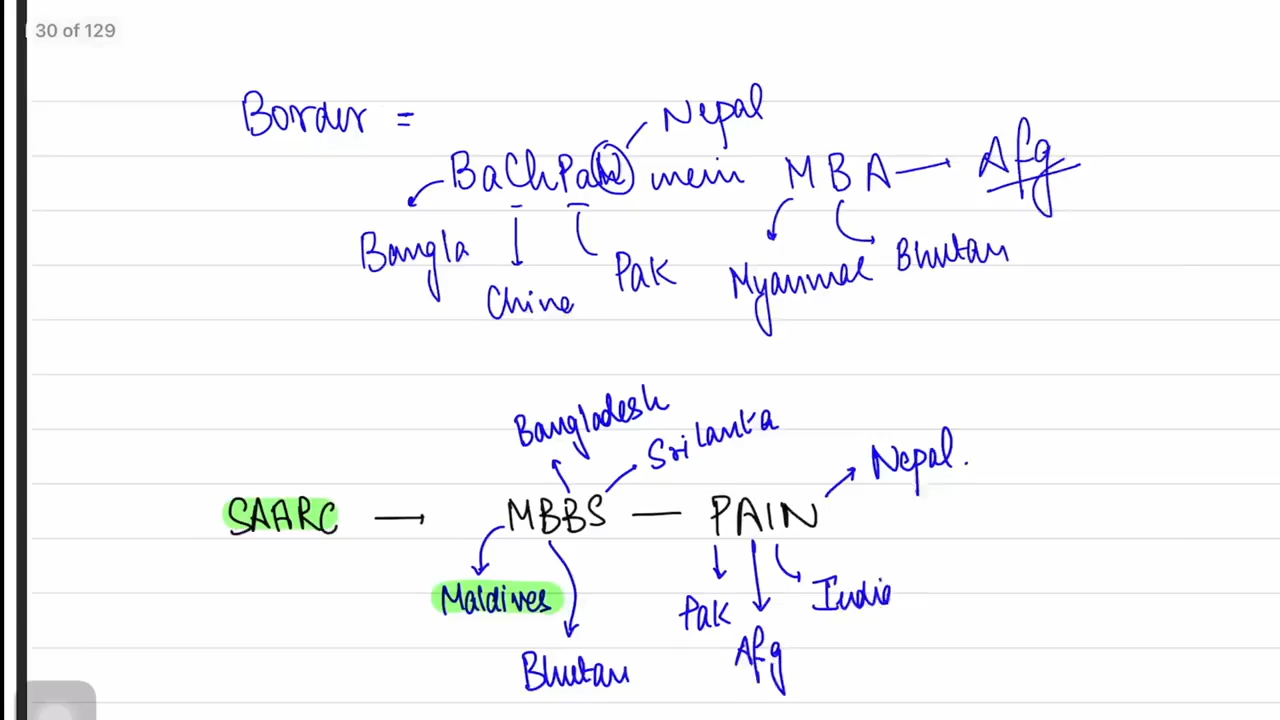 30 of 129
Border =
Nepal
BaChPaN mein MBA → Afg
Bangla
China
Pak
Myanmar
Bhutan
Bangladesh
Sri lanka
Nepal.
SAARC — MBBS — PAIN
Maldives
Pak
India
Bhutan
Afg